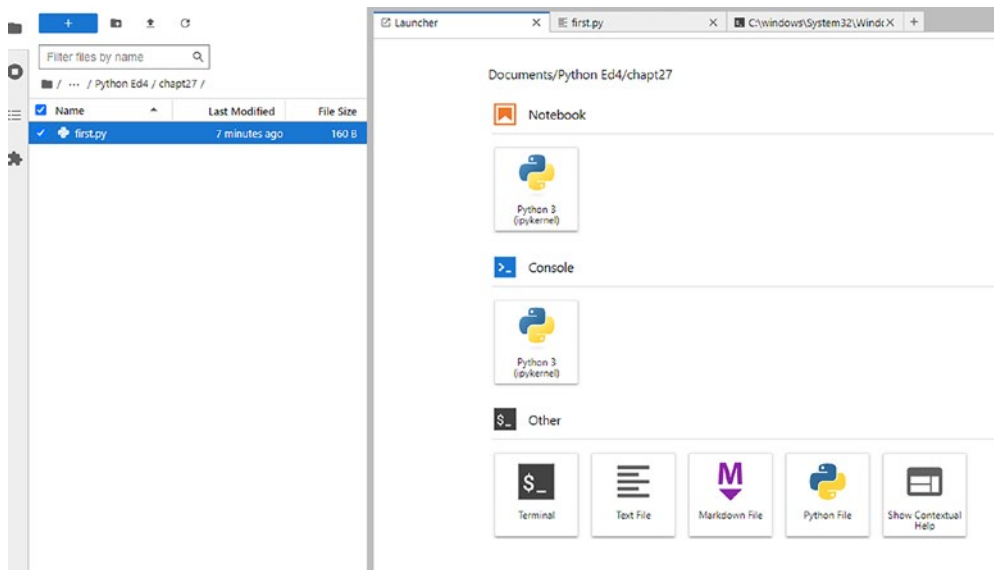 Launcher
first.py
C:\windows\System32\Windc
Filter files by name
/ ··· / Python Ed4 / chapt27 /
Name Last Modified File Size
first.py 7 minutes ago 160 B
Documents/Python Ed4/chapt27
Notebook
Python 3
(ipykernel)
>_ Console
Python 3
(ipykernel)
$_ Other
$_
Terminal
Text File
M
Markdown File
Python File
Show Contextual
Help